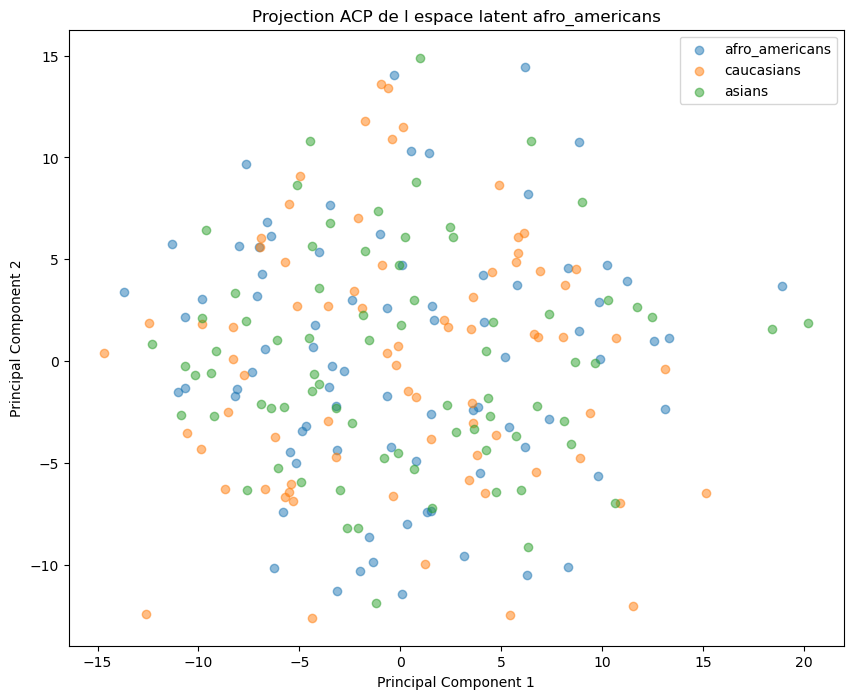 Projection ACP de l espace latent afro_americans
afro_americans
caucasians
asians
15
10
5
0
−5
−10
Principal Component 2
−15
−10
−5
0
5
10
15
20
Principal Component 1